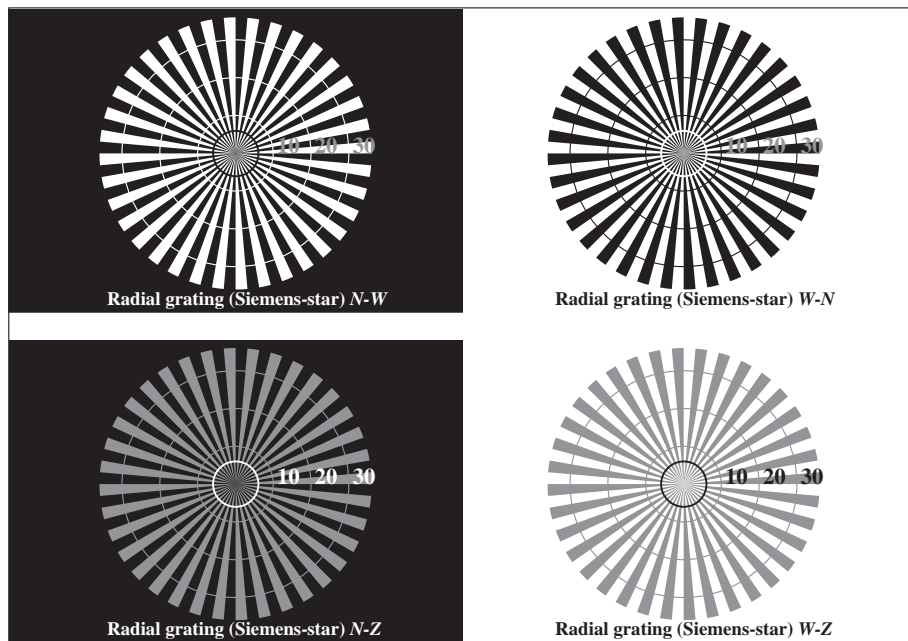 10 20 30
Radial grating (Siemens-star) N-W
10 20 30
Radial grating (Siemens-star) W-N
10 20 30
Radial grating (Siemens-star) N-Z
10 20 30
Radial grating (Siemens-star) W-Z